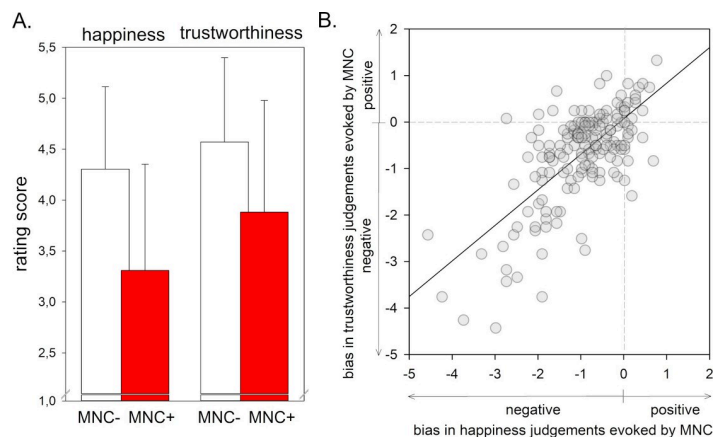 A.
happiness trustworthiness
5,5
5,0
4,5
4,0
3,5
3,0
2,5
1,0
rating score
MNC- MNC+ MNC- MNC+
B.
2
1
0
-1
-2
-3
-4
-5
positive
negative
bias in trustworthiness judgements evoked by MNC
-5 -4 -3 -2 -1 0 1 2
negative positive
bias in happiness judgements evoked by MNC